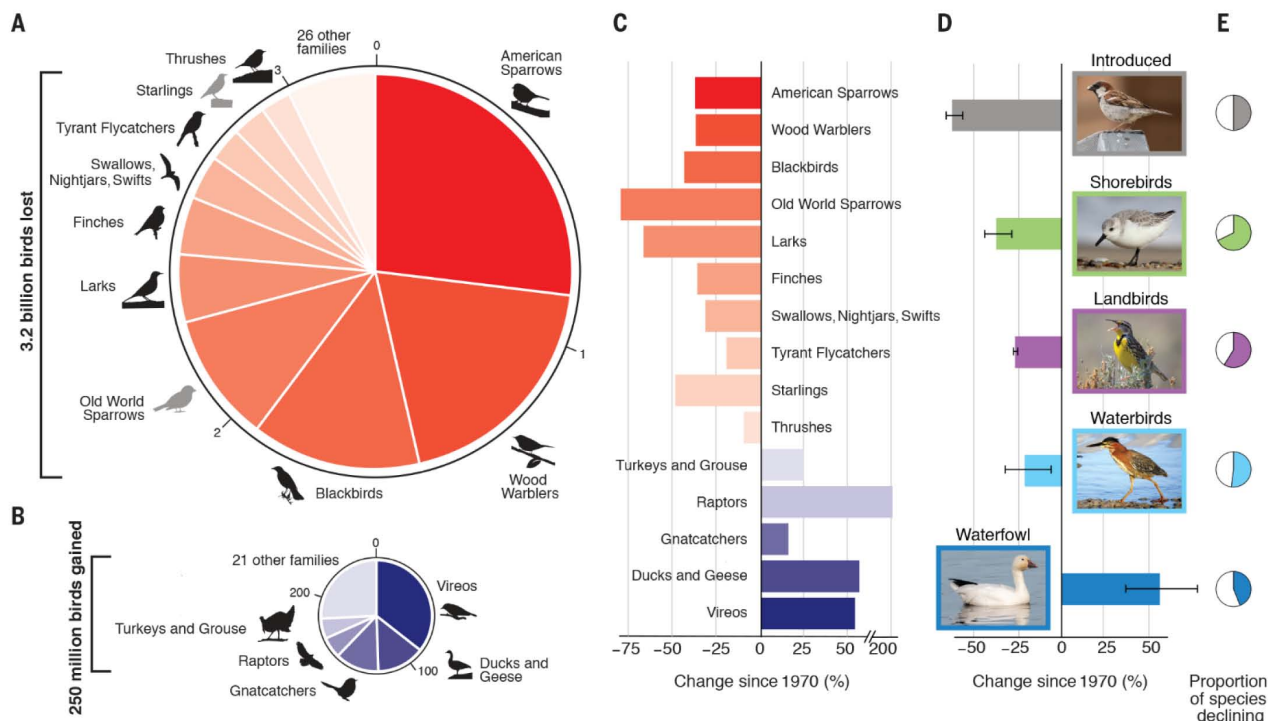 A
3.2 billion birds lost
26 other
families
0
American
Sparrows
Thrushes
3
Starlings
Tyrant Flycatchers
Swallows,
Nightjars, Swifts
Finches
Larks
1
Old World
Sparrows
2
Blackbirds
Wood
Warblers
B
250 million birds gained
0
21 other families
Vireos
200
Turkeys and Grouse
Raptors
100
Ducks and
Geese
Gnatcatchers
C
American Sparrows
Wood Warblers
Blackbirds
Old World Sparrows
Larks
Finches
Swallows, Nightjars, Swifts
Tyrant Flycatchers
Starlings
Thrushes
Turkeys and Grouse
Raptors
Gnatcatchers
Ducks and Geese
Vireos
−75 −50 −25 0 25 50 200
Change since 1970 (%)
D
Introduced
Shorebirds
Landbirds
Waterbirds
Waterfowl
−50 −25 0 25 50
Change since 1970 (%)
E
Proportion
of species
declining